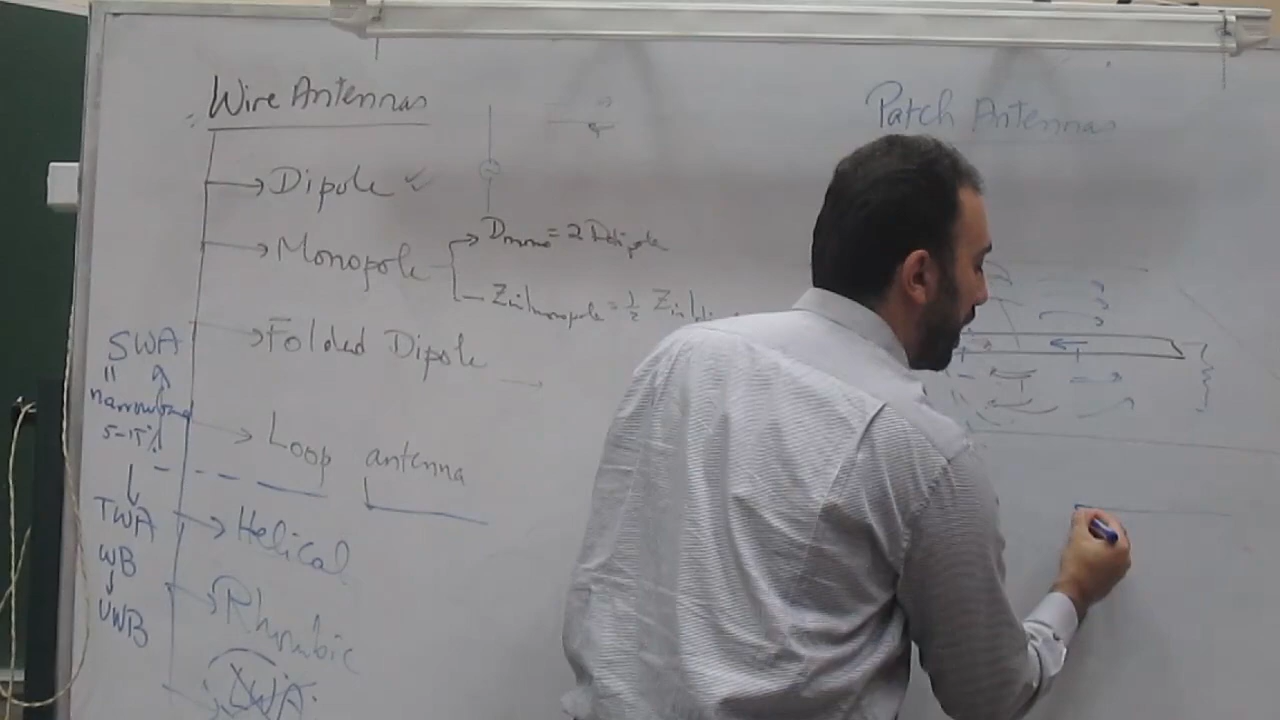 Wire Antennas
Dipole ✓
Monopole
Dmono = 2 Ddipole
Zin|monopole = 1/2 Zin|
Folded Dipole
Loop antenna
Helical
Rhombic
SWA
"
narrowband
5-15%
TWA
WB
UWB
Patch Antennas